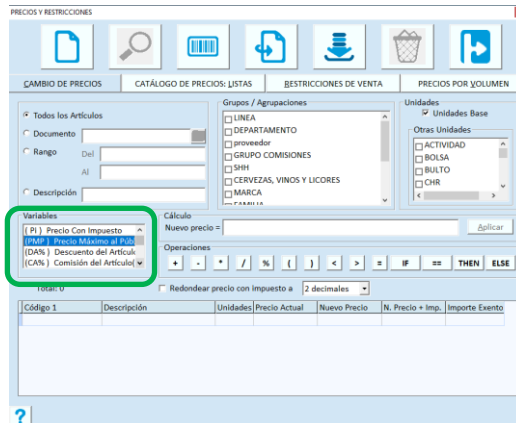 PRECIOS Y RESTRICCIONES
CAMBIO DE PRECIOS
CATÁLOGO DE PRECIOS: LISTAS
RESTRICCIONES DE VENTA
PRECIOS POR VOLUMEN
Todos los Artículos
Documento
Rango Del
Al
Descripción
Grupos / Agrupaciones
LINEA
DEPARTAMENTO
proveedor
GRUPO COMISIONES
SHH
CERVEZAS, VINOS Y LICORES
MARCA
FAMILIA
Unidades
Unidades Base
Otras Unidades
ACTIVIDAD
BOLSA
BULTO
CHR
Variables
( PI ) Precio Con Impuesto
(PMP ) Precio Máximo al Púb
(DA% ) Descuento del Artícul
(CA% ) Comisión del Artículo(
Cálculo
Nuevo precio =
Aplicar
Operaciones
+ - * / % ( ) < > = IF == THEN ELSE
Total: 0
Redondear precio con impuesto a 2 decimales
Código 1 Descripción Unidades Precio Actual Nuevo Precio N. Precio + Imp. Importe Exento
?